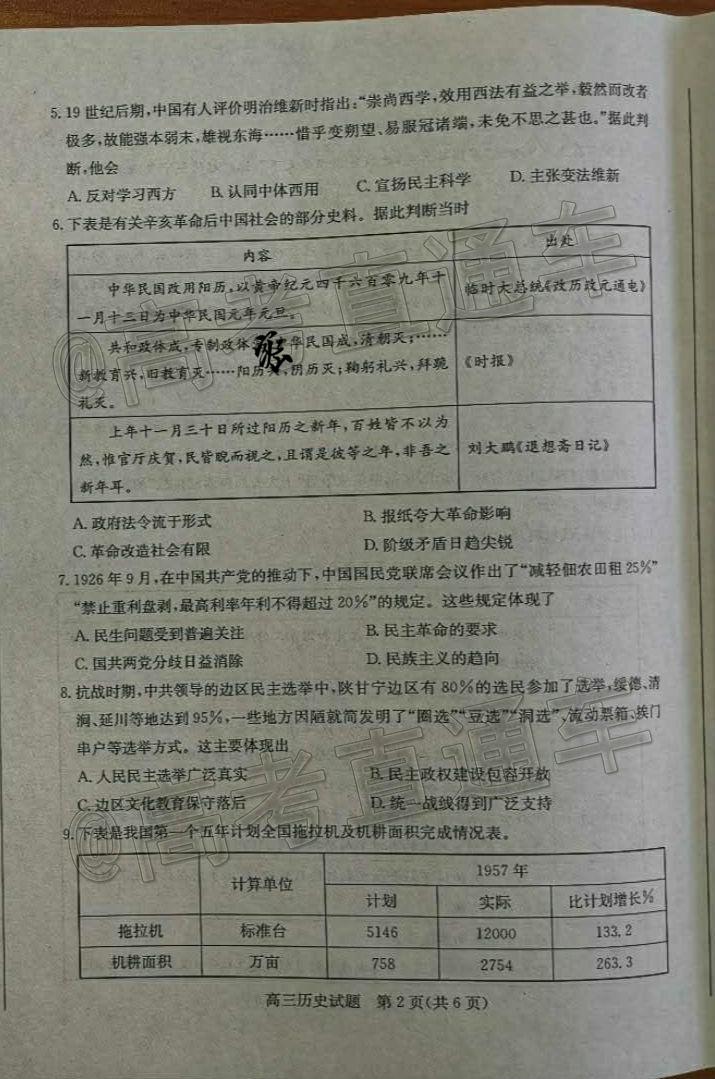 5.19世纪后期,中国有人评价明治维新时指出:“崇尚西学,效用西法有益之举,毅然而改者
极多,故能强本弱末,雄视东海……惜乎变朔望、易服冠诸端,未免不思之甚也。”据此判
断,他会
A.反对学习西方 B.认同中体西用 C.宣扬民主科学 D.主张变法维新
6.下表是有关辛亥革命后中国社会的部分史料。据此判断当时
内容 出处
中华民国改用阳历,以黄帝纪元四千六百零九年十
一月十三日为中华民国元年元旦。
临时大总统《改历改元通电》
共和政体成,专制政体 华民国成,清朝灭;……
新教育兴,旧教育灭……阳历 ,阴历灭;鞠躬礼兴,拜跪
礼灭。
《时报》
上年十一月三十日所过阳历之新年,百姓皆不以为
然,惟官厅庆贺,民皆睨而视之,且谓是彼等之年,非吾之
新年耳。
刘大鹏《退想斋日记》
A.政府法令流于形式 B.报纸夸大革命影响
C.革命改造社会有限 D.阶级矛盾日趋尖锐
7.1926年9月,在中国共产党的推动下,中国国民党联席会议作出了“减轻佃农田租25%”
“禁止重利盘剥,最高利率年利不得超过20%”的规定。这些规定体现了
A.民生问题受到普遍关注 B.民主革命的要求
C.国共两党分歧日益消除 D.民族主义的趋向
8.抗战时期,中共领导的边区民主选举中,陕甘宁边区有80%的选民参加了选举,绥德、清
涧、延川等地达到95%,一些地方因陋就简发明了“圈选”“豆选”“洞选”、流动票箱、挨门
串户等选举方式。这主要体现出
A.人民民主选举广泛真实 B.民主政权建设包容开放
C.边区文化教育保守落后 D.统一战线得到广泛支持
9.下表是我国第一个五年计划全国拖拉机及机耕面积完成情况表。
计算单位 1957年
计划 实际 比计划增长%
拖拉机 标准台 5146 12000 133.2
机耕面积 万亩 758 2754 263.3
高三历史试题 第2页(共6页)
@高考直通车
@高考直通车